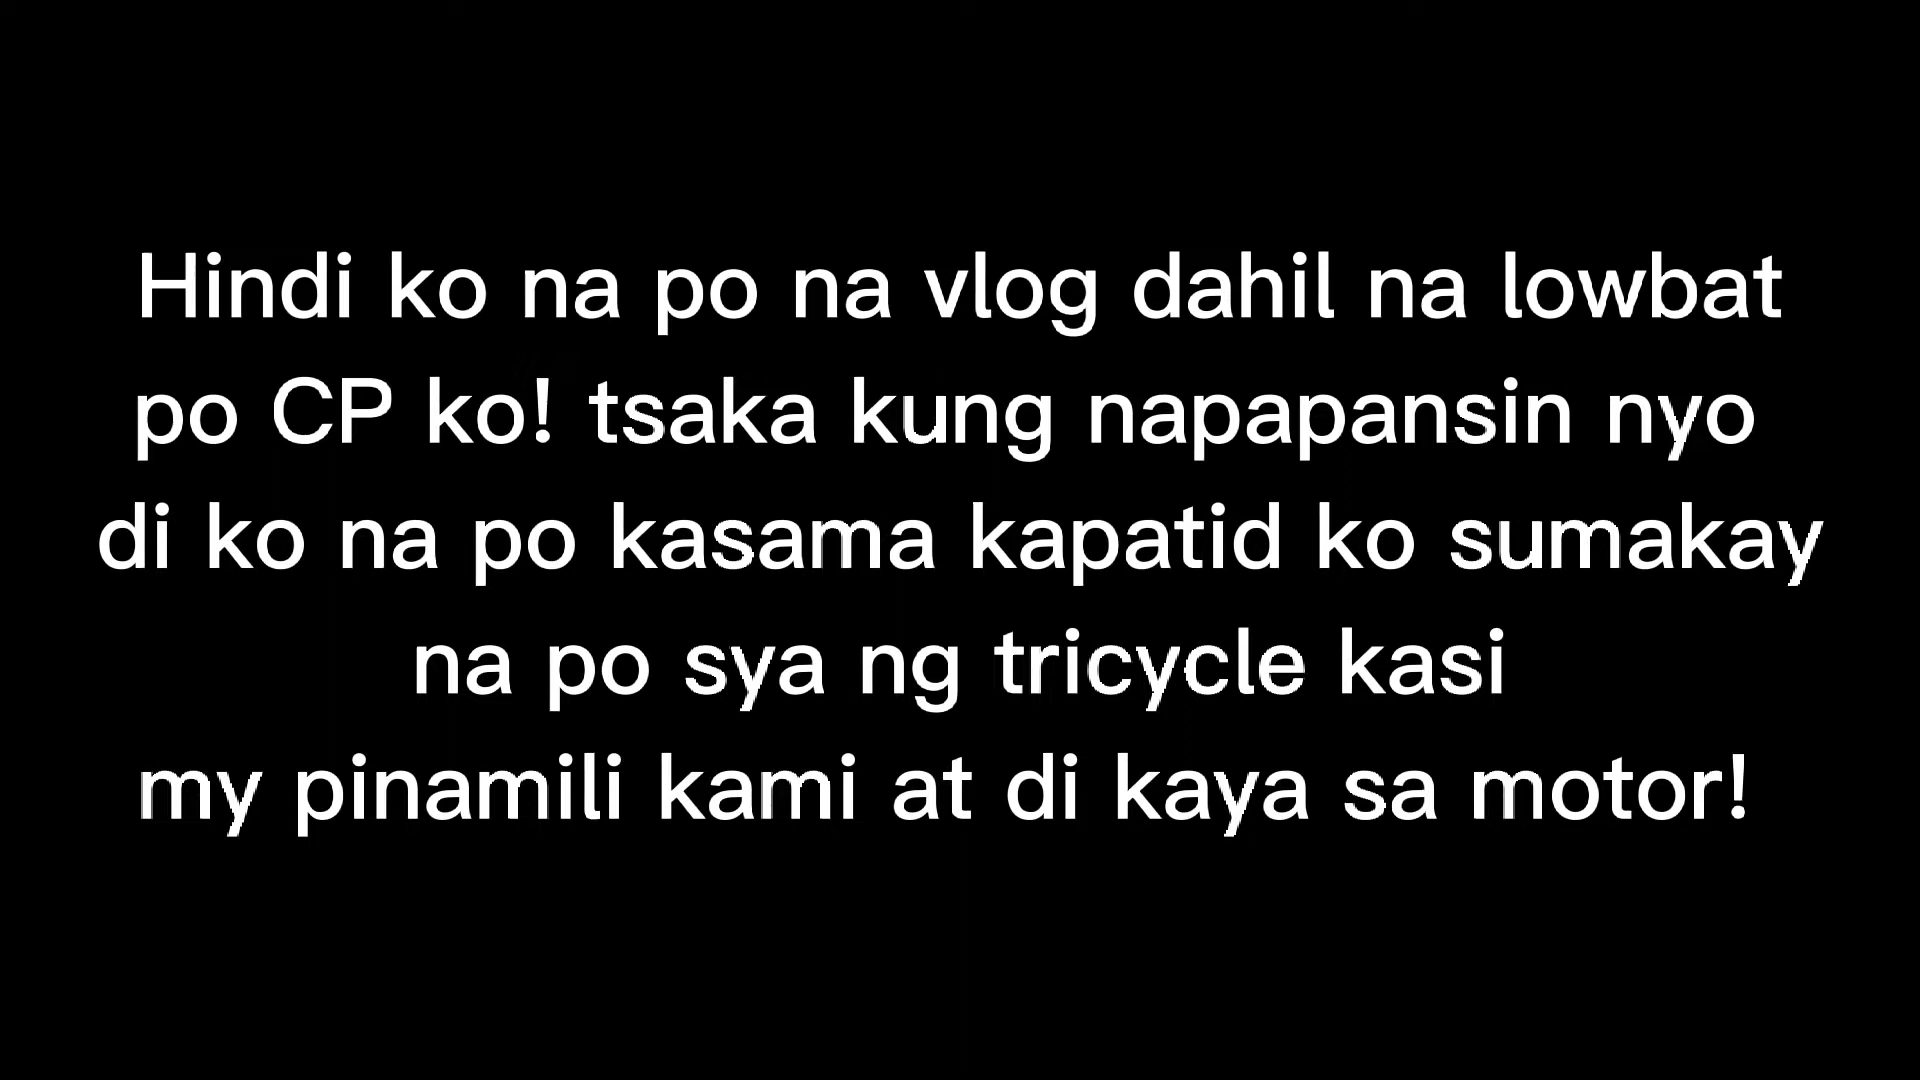 Hindi ko na po na vlog dahil na lowbat
po CP ko! tsaka kung napapansin nyo
di ko na po kasama kapatid ko sumakay
na po sya ng tricycle kasi
my pinamili kami at di kaya sa motor!